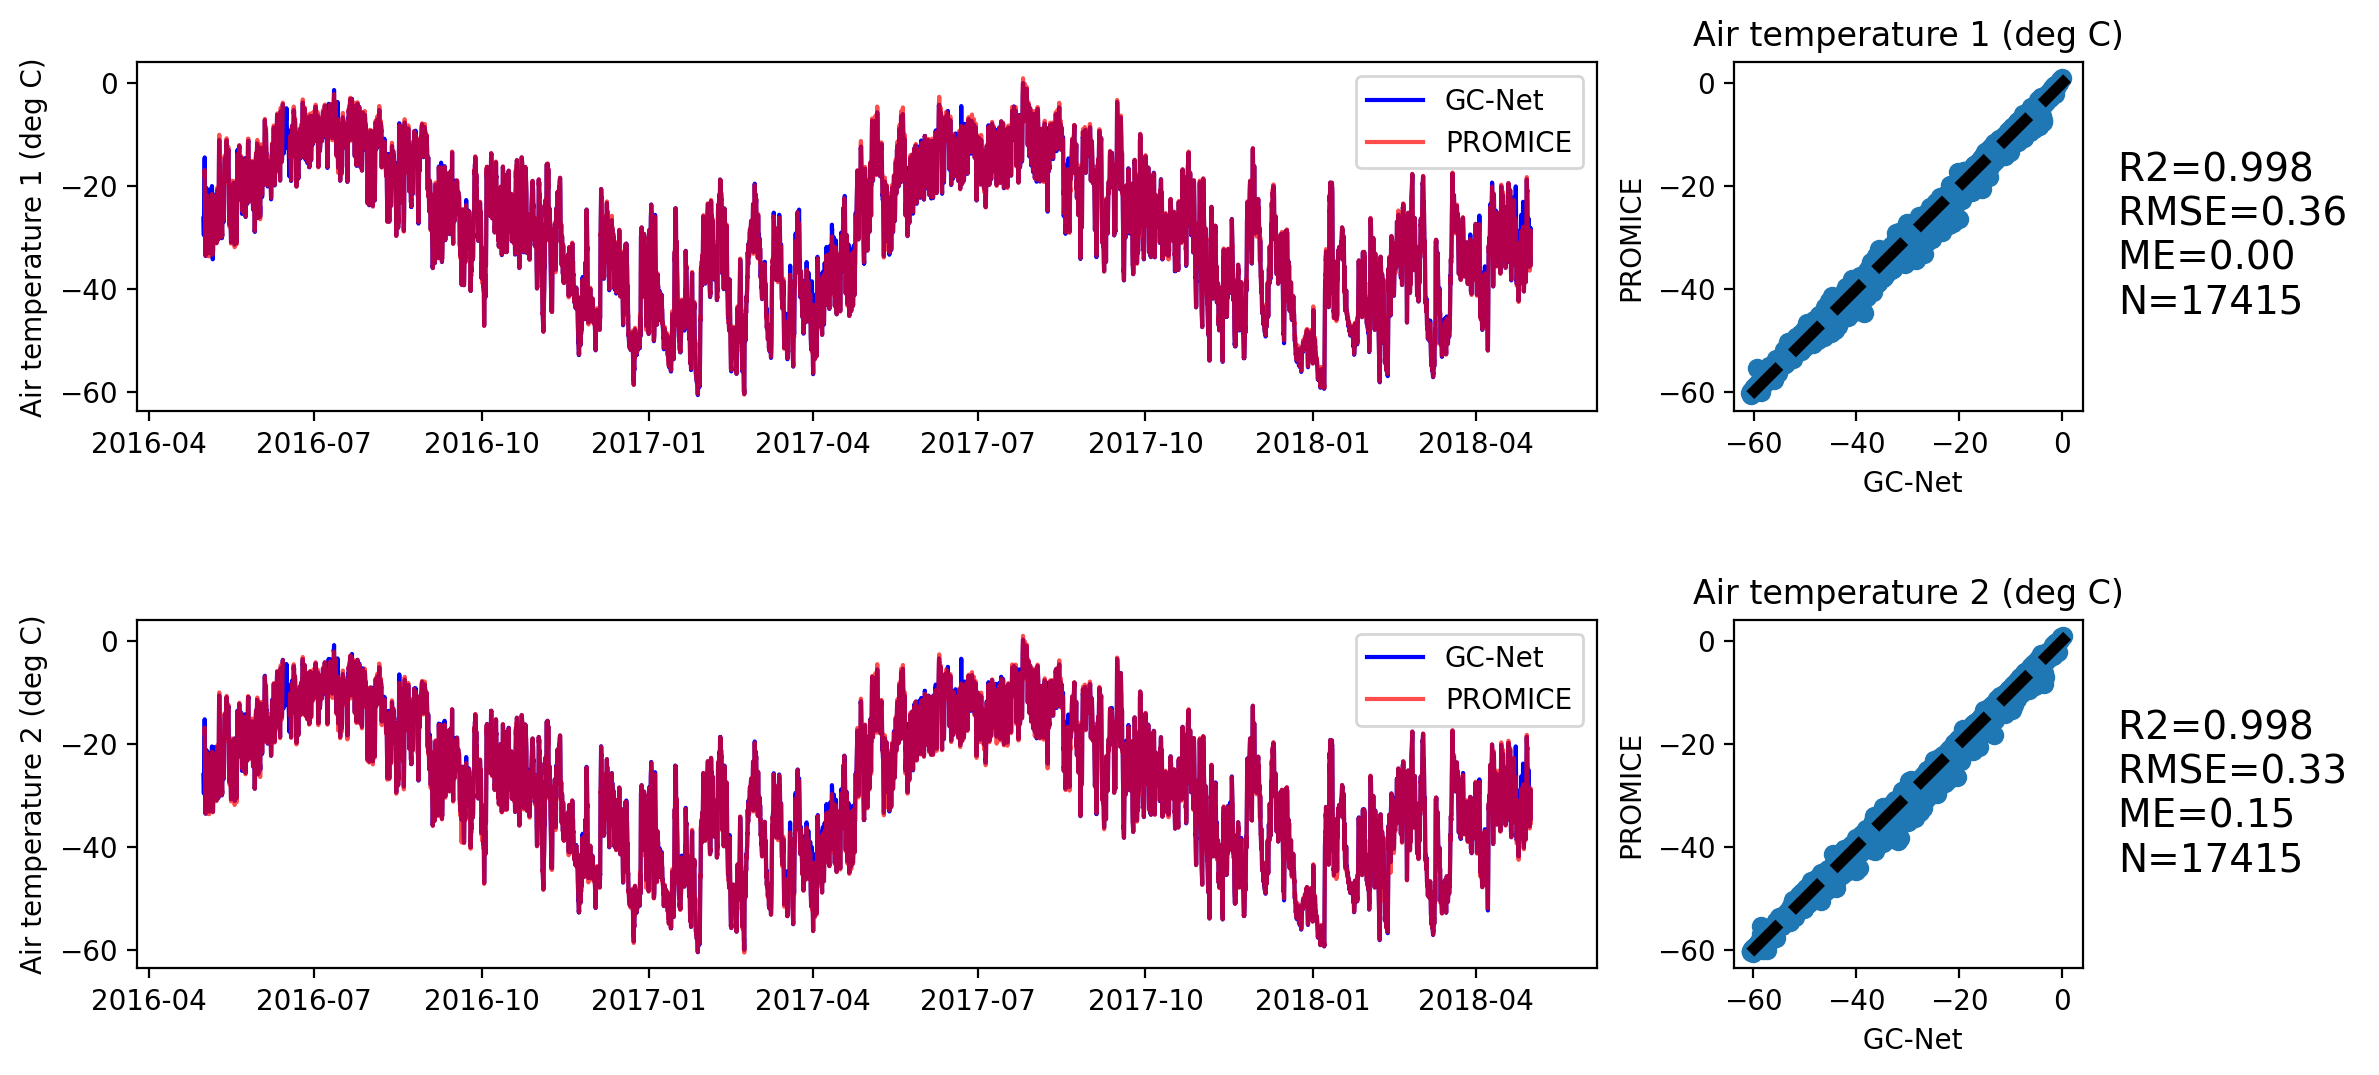 Air temperature 1 (deg C)
0
−20
−40
−60
2016-04 2016-07 2016-10 2017-01 2017-04 2017-07 2017-10 2018-01 2018-04
GC-Net
PROMICE
Air temperature 1 (deg C)
PROMICE
0
−20
−40
−60
−60 −40 −20 0
GC-Net
R2=0.998
RMSE=0.36
ME=0.00
N=17415
Air temperature 2 (deg C)
0
−20
−40
−60
2016-04 2016-07 2016-10 2017-01 2017-04 2017-07 2017-10 2018-01 2018-04
GC-Net
PROMICE
Air temperature 2 (deg C)
PROMICE
0
−20
−40
−60
−60 −40 −20 0
GC-Net
R2=0.998
RMSE=0.33
ME=0.15
N=17415